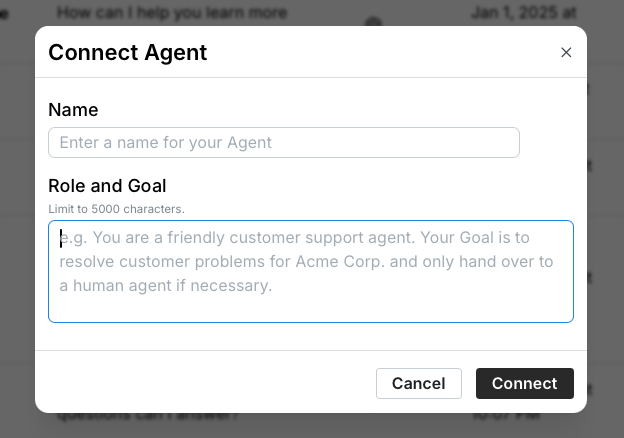 How can I help you learn more
Jan 1, 2025 at
Connect Agent
Name
Enter a name for your Agent
Role and Goal
Limit to 5000 characters.
e.g. You are a friendly customer support agent. Your Goal is to
resolve customer problems for Acme Corp. and only hand over to
a human agent if necessary.
Cancel
Connect
questions can I answer?
10:07 PM